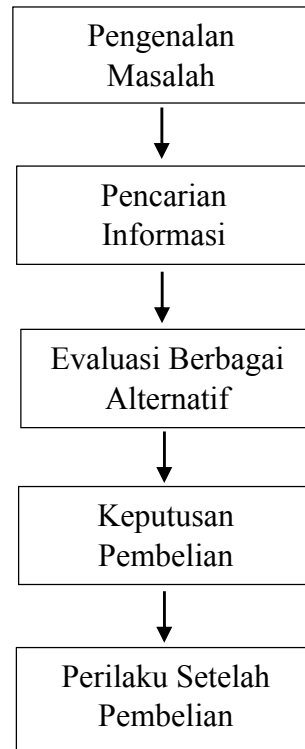 Pengenalan
Masalah
Pencarian
Informasi
Evaluasi Berbagai
Alternatif
Keputusan
Pembelian
Perilaku Setelah
Pembelian